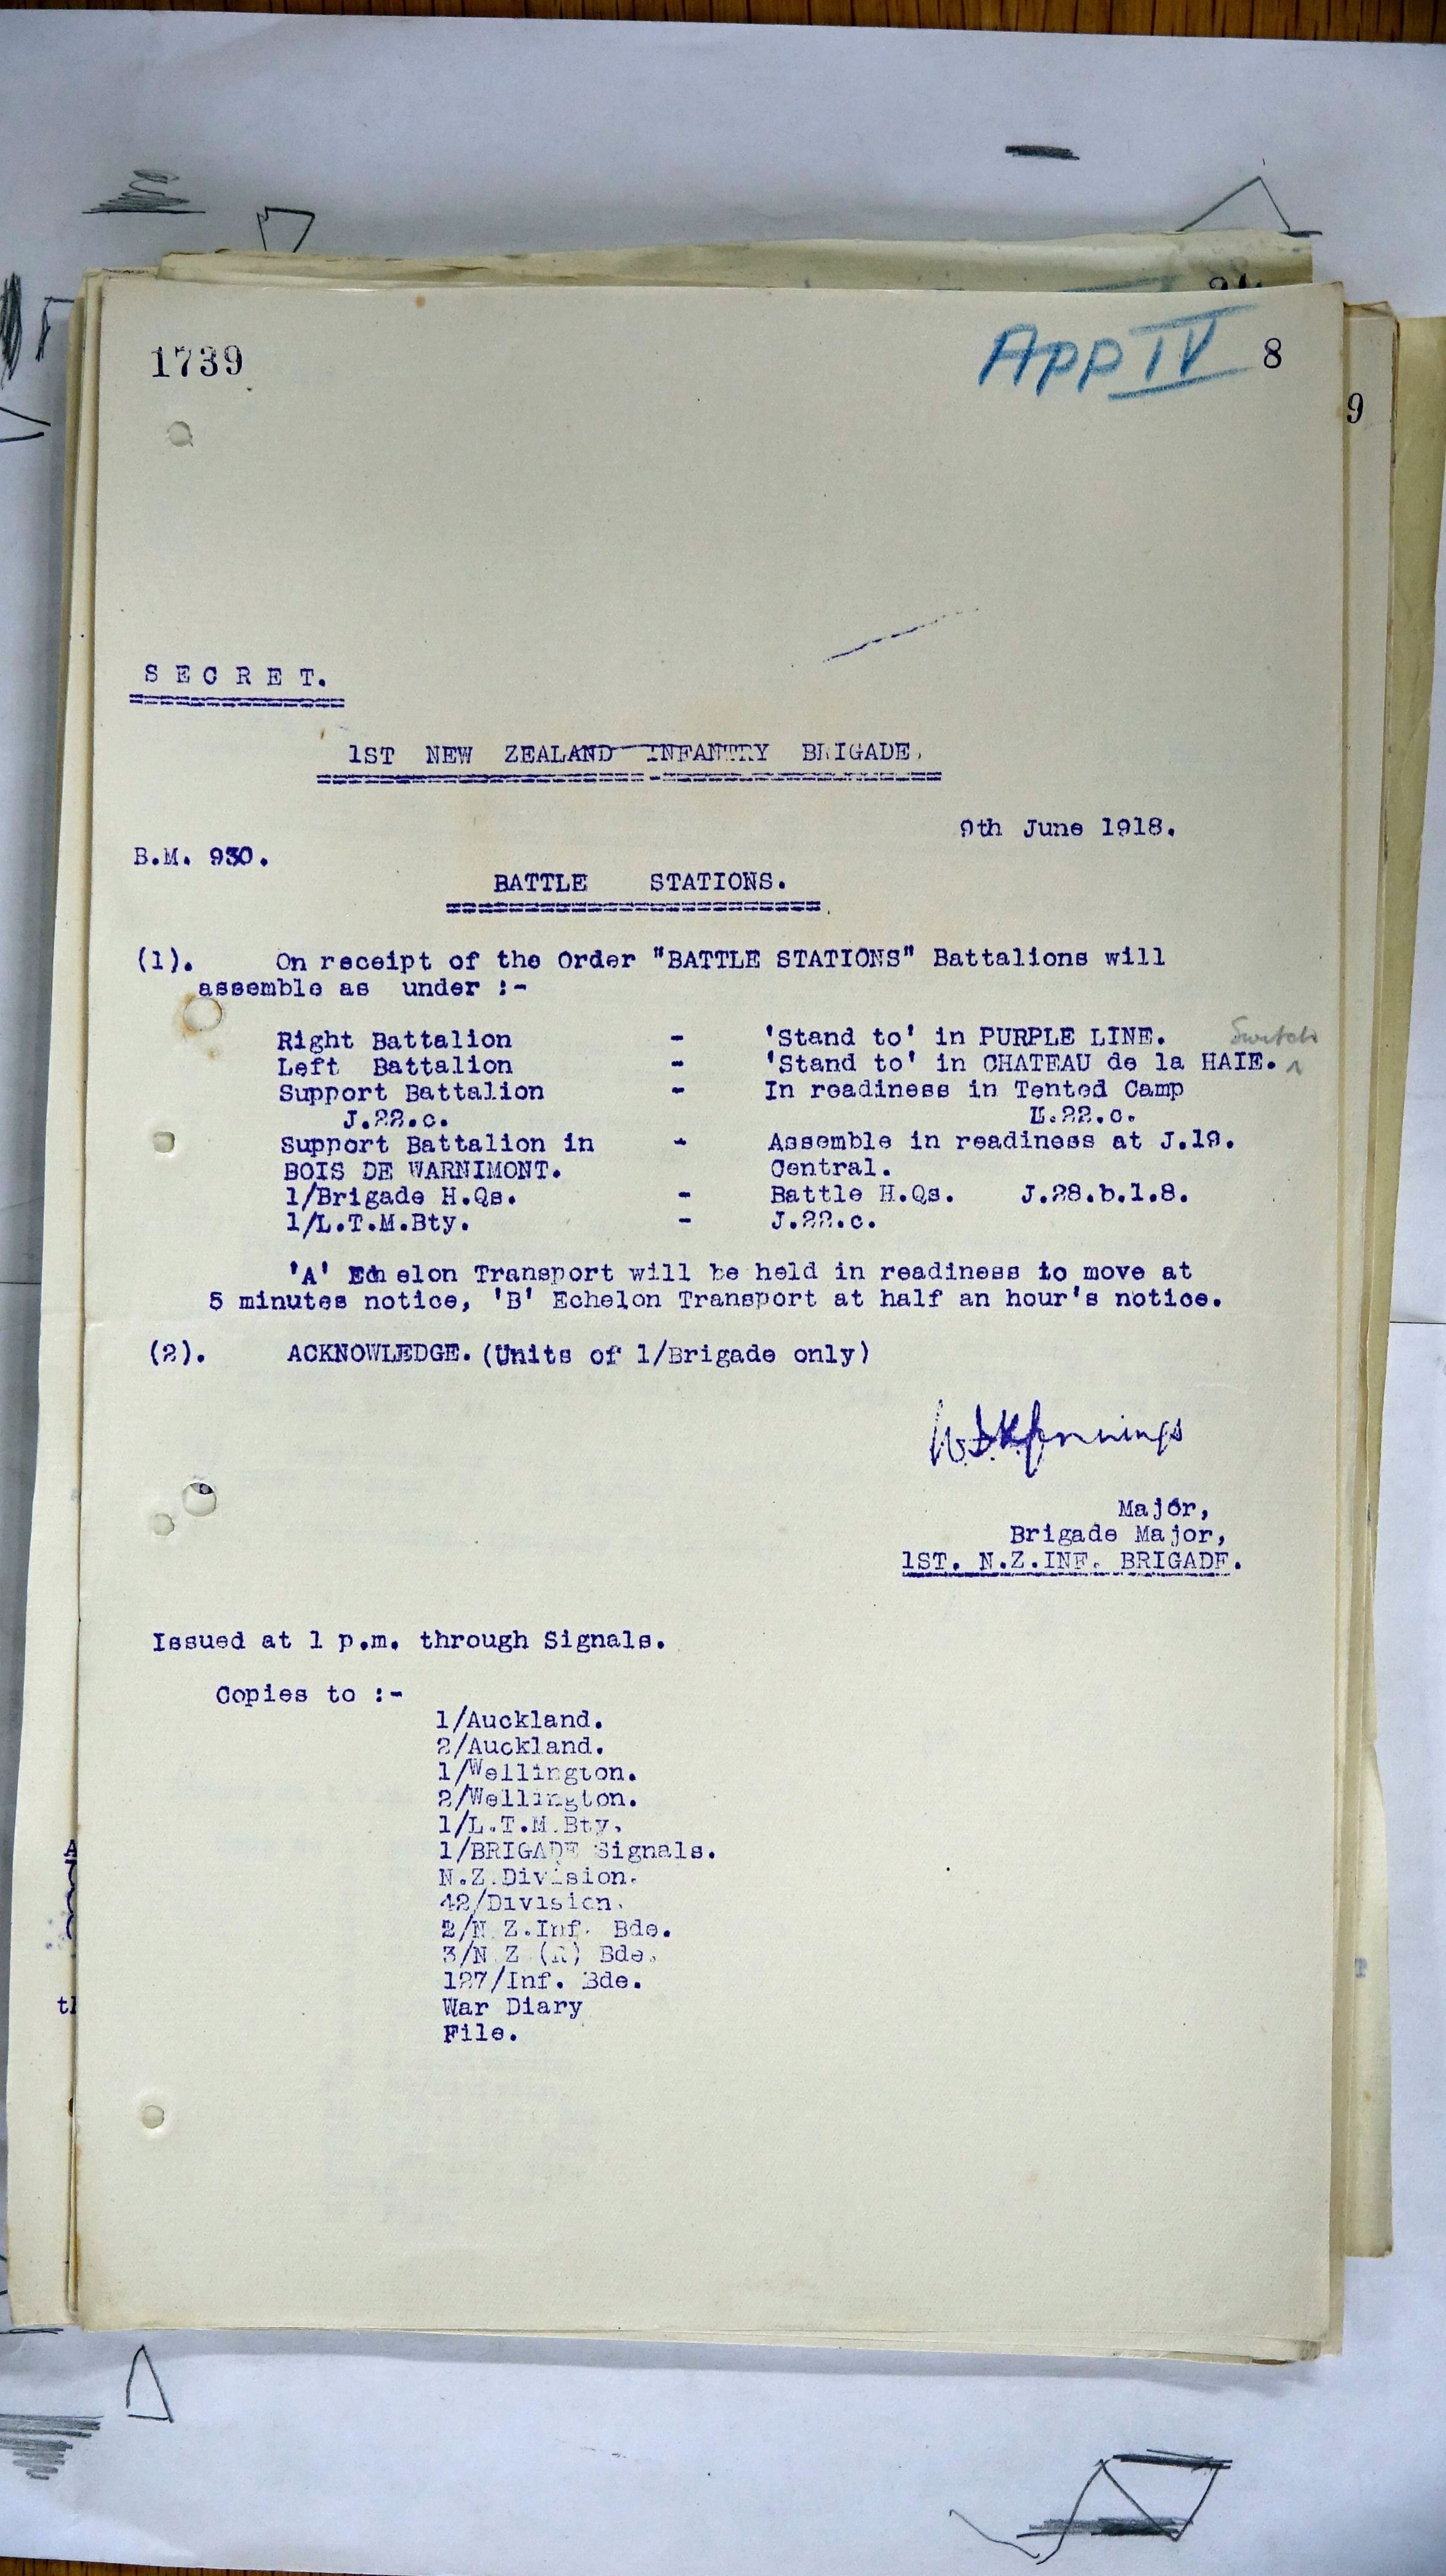 1739
App IV
8
9
S E C R E T.
1ST NEW ZEALAND INFANTRY BRIGADE.
9th June 1918.
B.M. 930.
BATTLE STATIONS.
(1). On receipt of the Order "BATTLE STATIONS" Battalions will
assemble as under :-
Right Battalion - 'Stand to' in PURPLE LINE.
Switch
Left Battalion - 'Stand to' in CHATEAU de la HAIE. ^
Support Battalion - In readiness in Tented Camp
J.22.c.
Support Battalion in - Assemble in readiness at J.19.
BOIS DE WARNIMONT. Central.
1/Brigade H.Qs. - Battle H.Qs. J.28.b.1.8.
1/L.T.M.Bty. - J.22.c.
'A' Echelon Transport will be held in readiness to move at
5 minutes notice, 'B' Echelon Transport at half an hour's notice.
(2). ACKNOWLEDGE. (Units of 1/Brigade only)
Jennings
Major,
Brigade Major,
1ST. N.Z.INF. BRIGADE.
Issued at 1 p.m. through Signals.
Copies to :-
1/Auckland.
2/Auckland.
1/Wellington.
2/Wellington.
1/L.T.M.Bty.
1/BRIGADE Signals.
N.Z.Division.
42/Division.
2/N.Z.Inf. Bde.
3/N.Z.(R) Bde.
127/Inf. Bde.
War Diary
File.